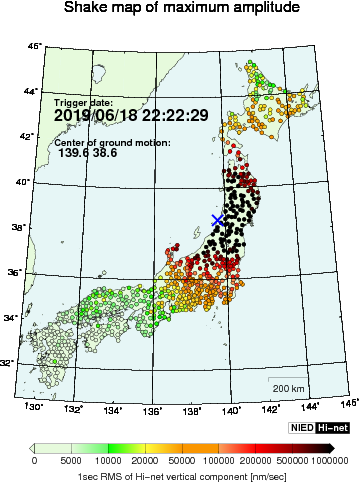 Shake map of maximum amplitude
45°
44°
42°
40°
38°
36°
34°
32°
Trigger date:
2019/06/18 22:22:29
Center of ground motion:
139.6 38.6
200 km
130° 132° 134° 136° 138° 140° 142° 144° 145°
NIED Hi-net
0 5000 10000 20000 50000 100000 200000 500000 1000000
1sec RMS of Hi-net vertical component [nm/sec]